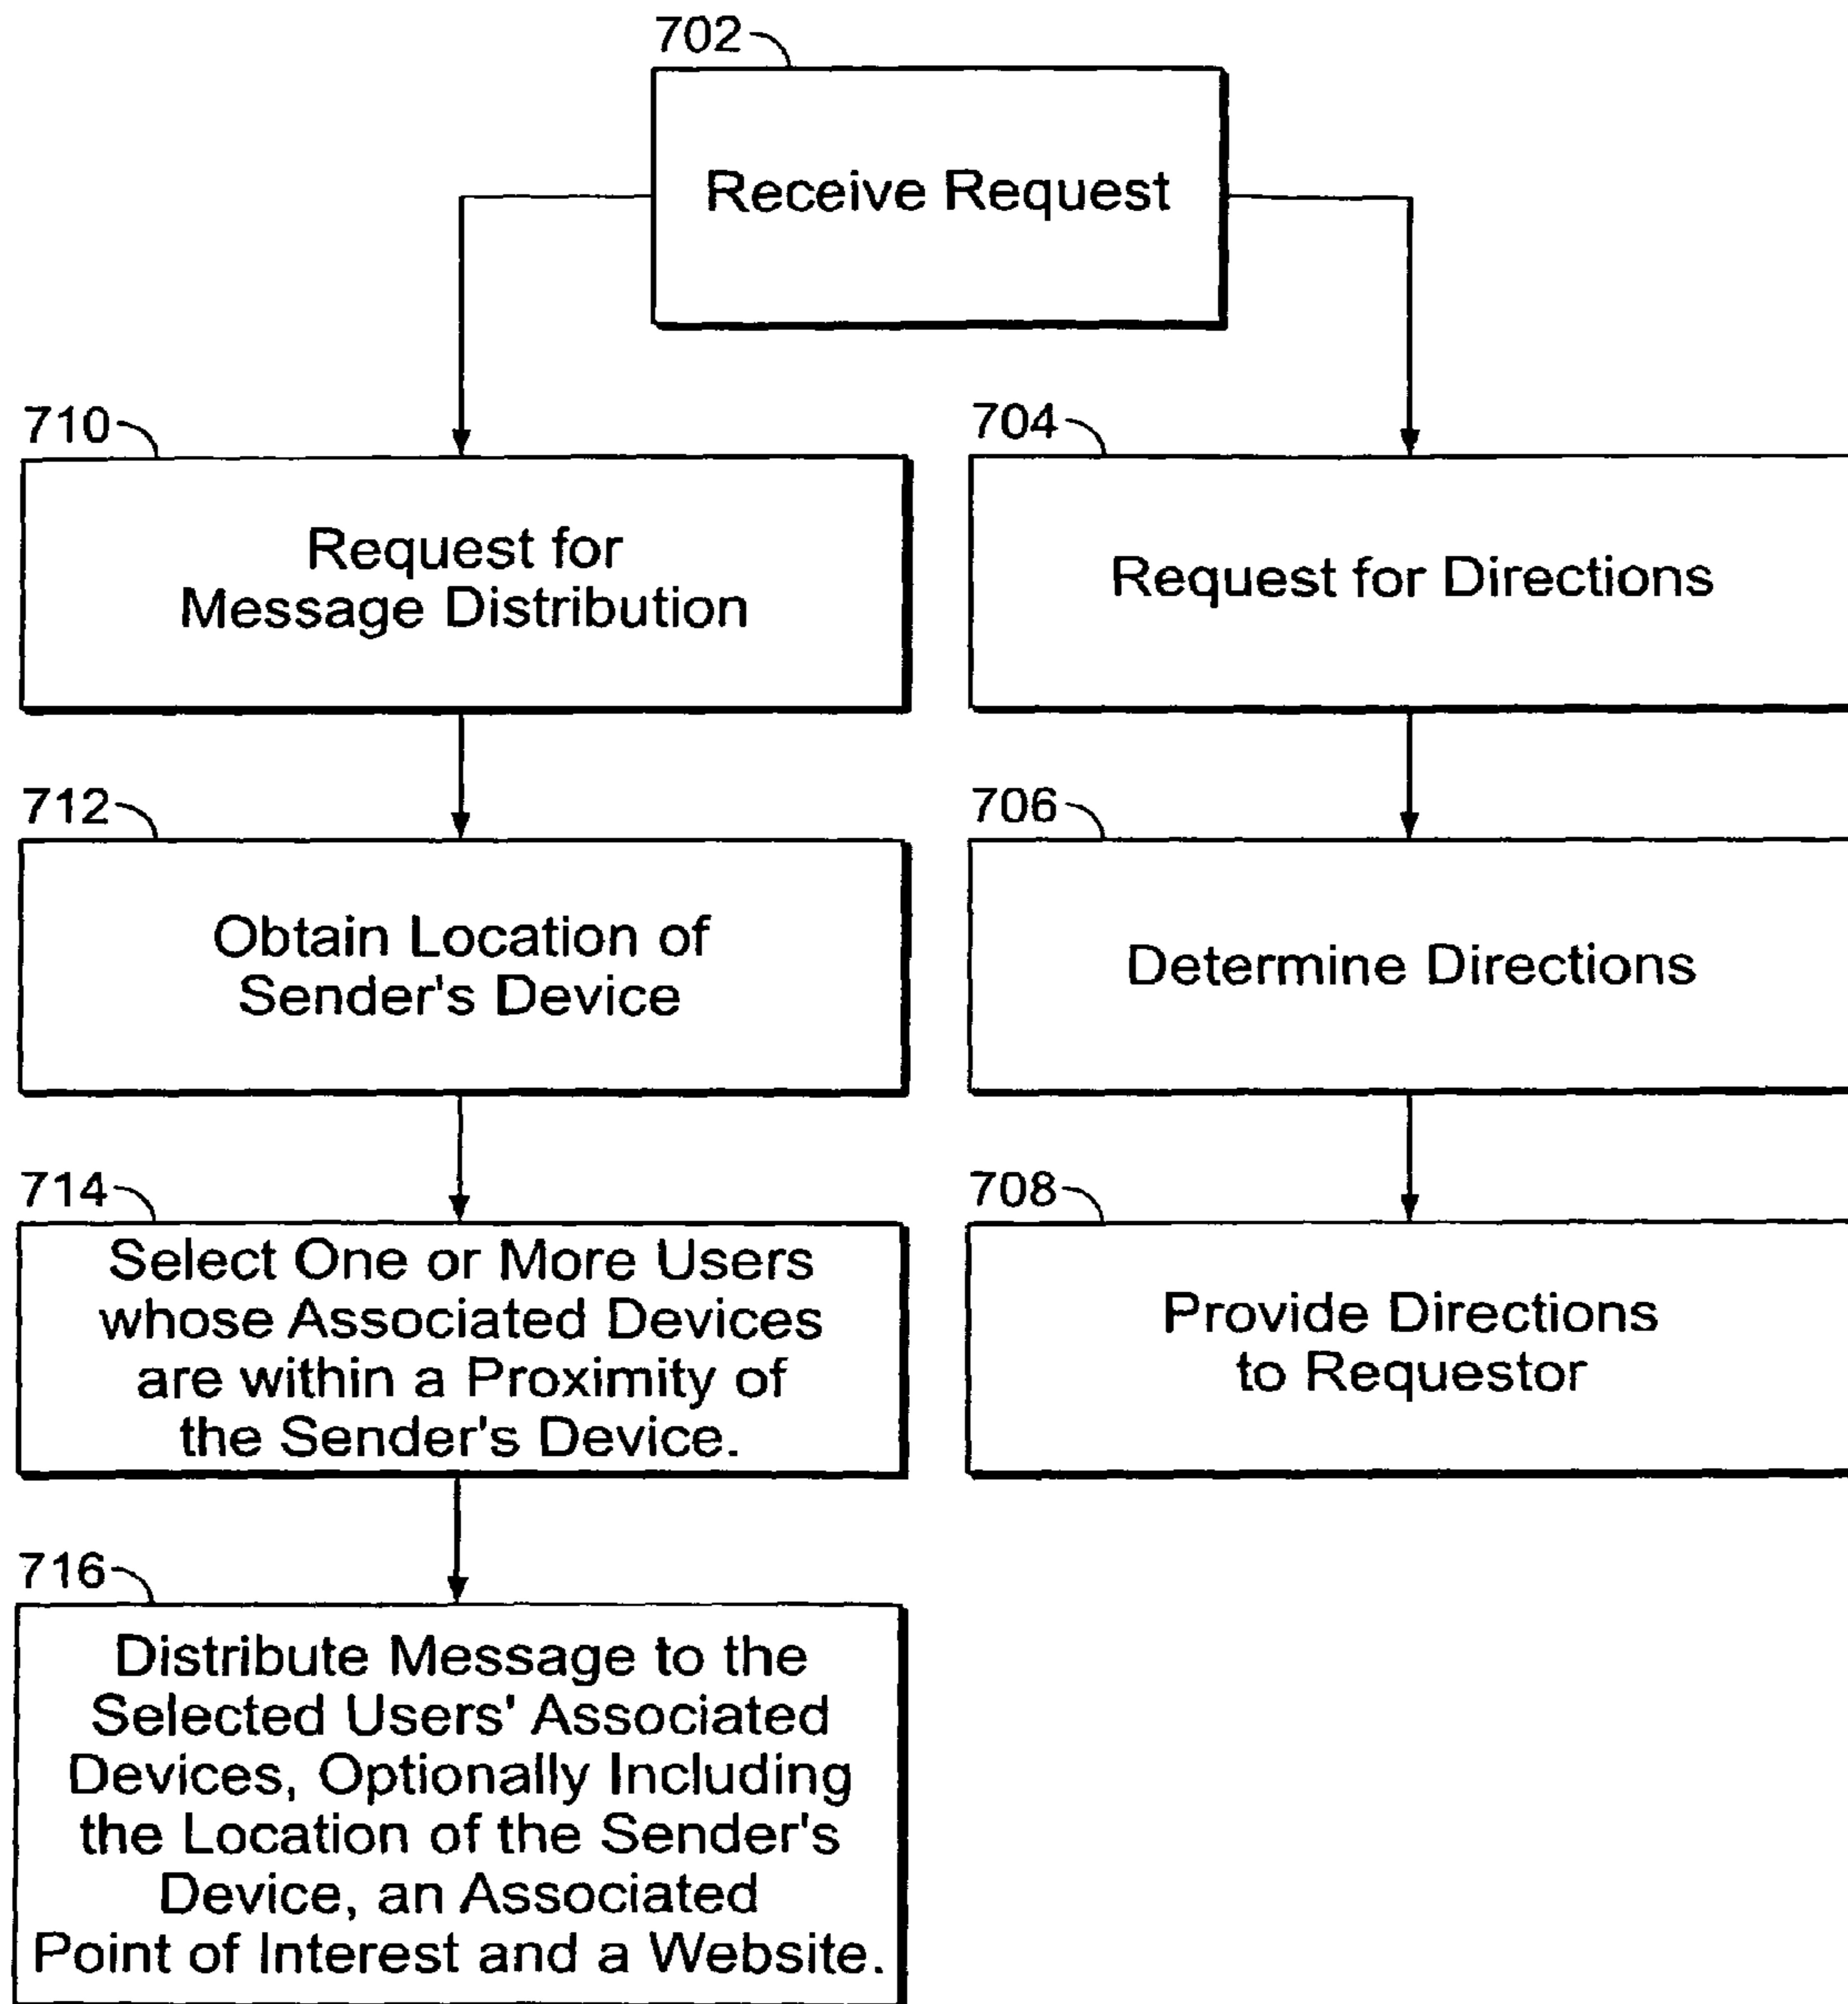 702
Receive Request
710
Request for
Message Distribution
704
Request for Directions
712
Obtain Location of
Sender's Device
706
Determine Directions
714
Select One or More Users
whose Associated Devices
are within a Proximity of
the Sender's Device.
708
Provide Directions
to Requestor
716
Distribute Message to the
Selected Users' Associated
Devices, Optionally Including
the Location of the Sender's
Device, an Associated
Point of Interest and a Website.